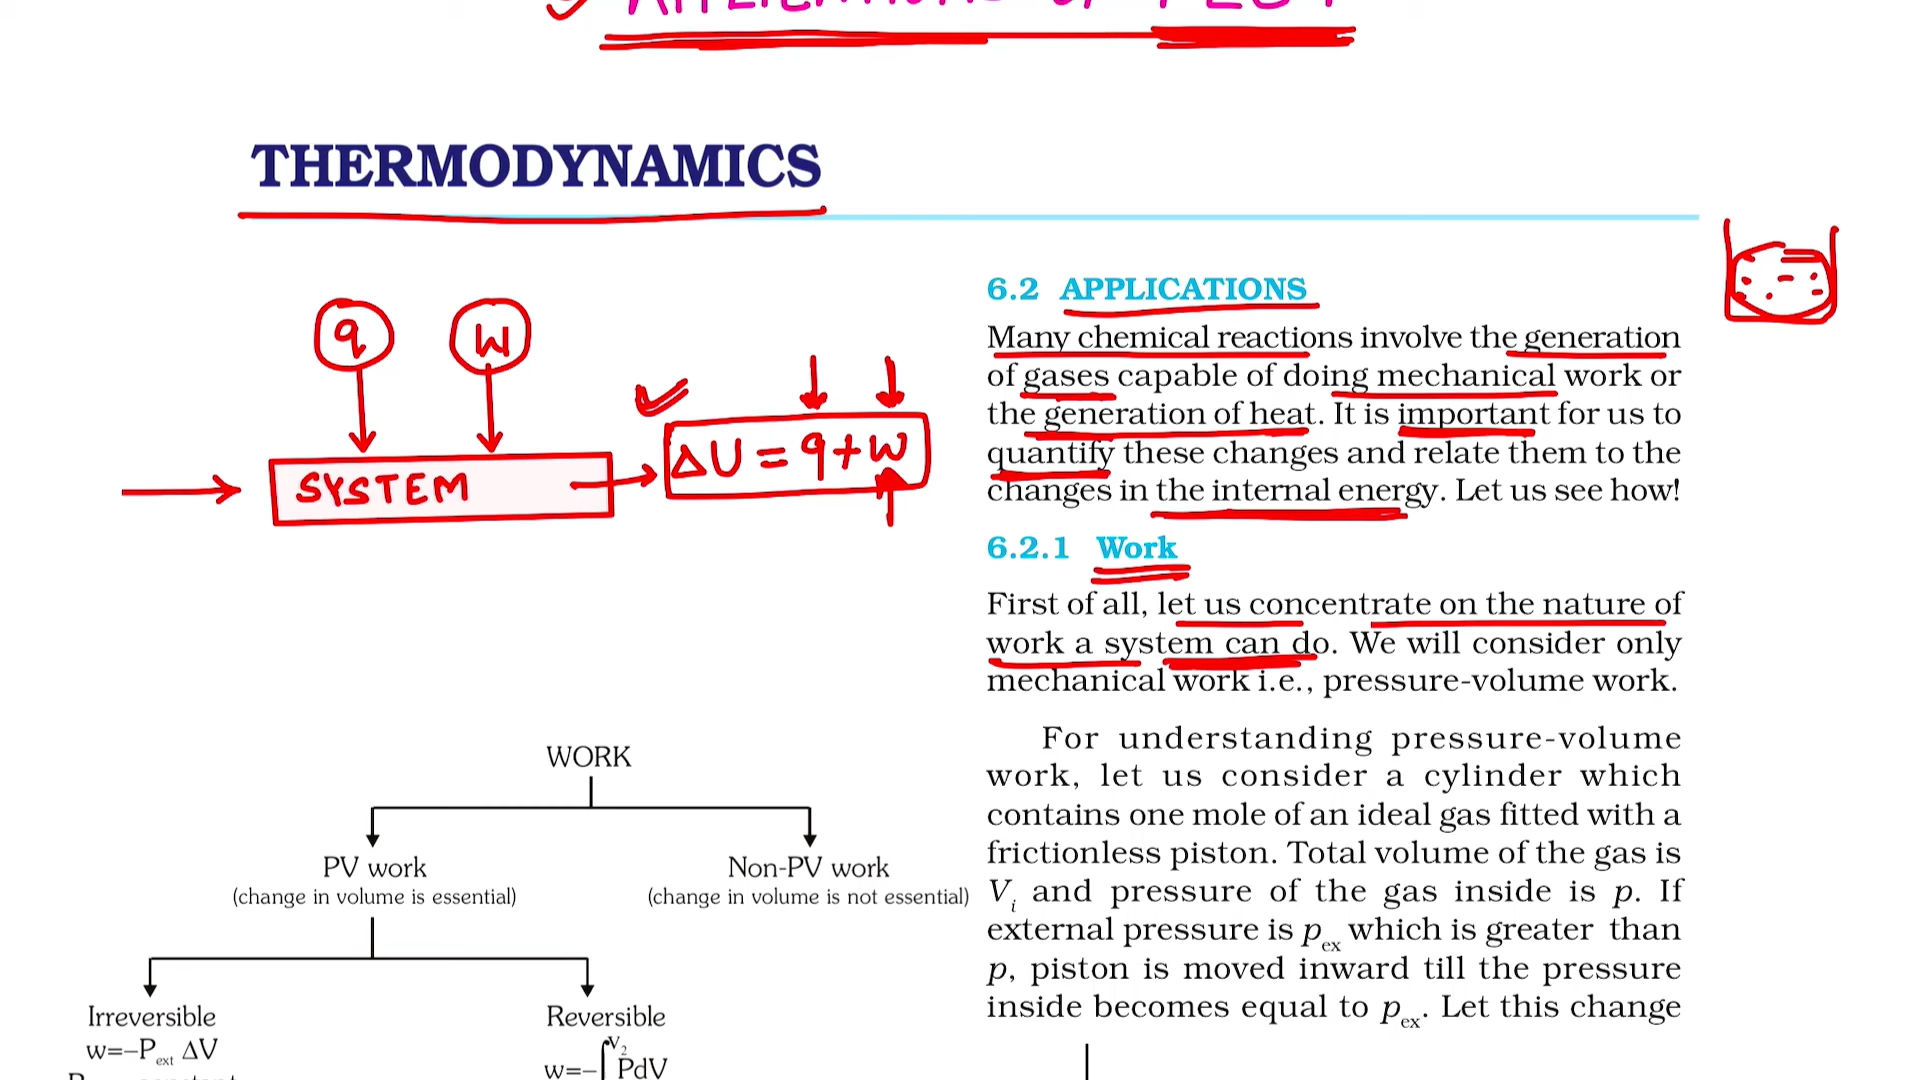 APPLICATIONS OF
THERMODYNAMICS
q
W
SYSTEM
ΔU = q+w
6.2 APPLICATIONS
Many chemical reactions involve the generation
of gases capable of doing mechanical work or
the generation of heat. It is important for us to
quantify these changes and relate them to the
changes in the internal energy. Let us see how!
6.2.1 Work
First of all, let us concentrate on the nature of
work a system can do. We will consider only
mechanical work i.e., pressure-volume work.
For understanding pressure-volume
work, let us consider a cylinder which
contains one mole of an ideal gas fitted with a
frictionless piston. Total volume of the gas is
Vi and pressure of the gas inside is p. If
external pressure is pex which is greater than
p, piston is moved inward till the pressure
inside becomes equal to pex. Let this change
WORK
PV work
(change in volume is essential)
Non-PV work
(change in volume is not essential)
Irreversible
w=–Pext ΔV
Reversible
w=–∫V2 PdV